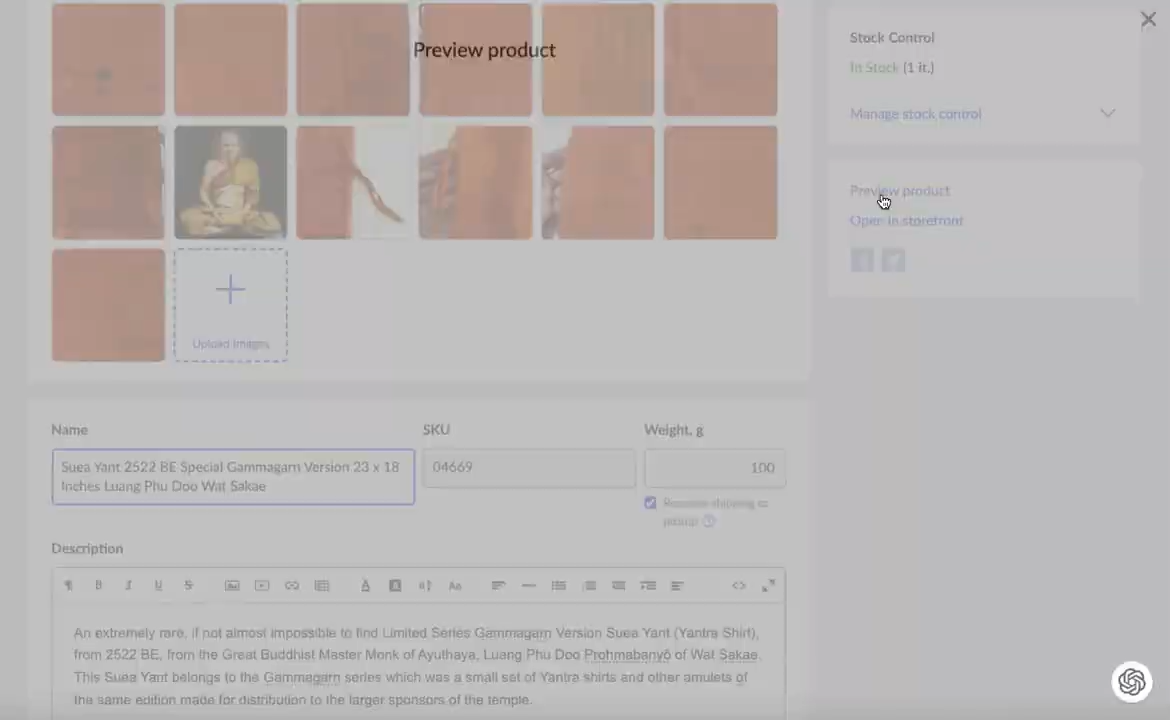 Preview product
Stock Control
In Stock (1 it.)
Manage stock control
Preview product
Open in storefront
Upload Images
Name
SKU
Weight, g
Suea Yant 2522 BE Special Gammagarn Version 23 x 18
Inches Luang Phu Doo Wat Sakae
04669
100
Requires shipping or
pickup
Description
An extremely rare, if not almost impossible to find Limited Series Gammagarn Version Suea Yant (Yantra Shirt),
from 2522 BE, from the Great Buddhist Master Monk of Ayuthaya, Luang Phu Doo Prohmabanyó of Wat Sakae.
This Suea Yant belongs to the Gammagarn series which was a small set of Yantra shirts and other amulets of
the same edition made for distribution to the larger sponsors of the temple.